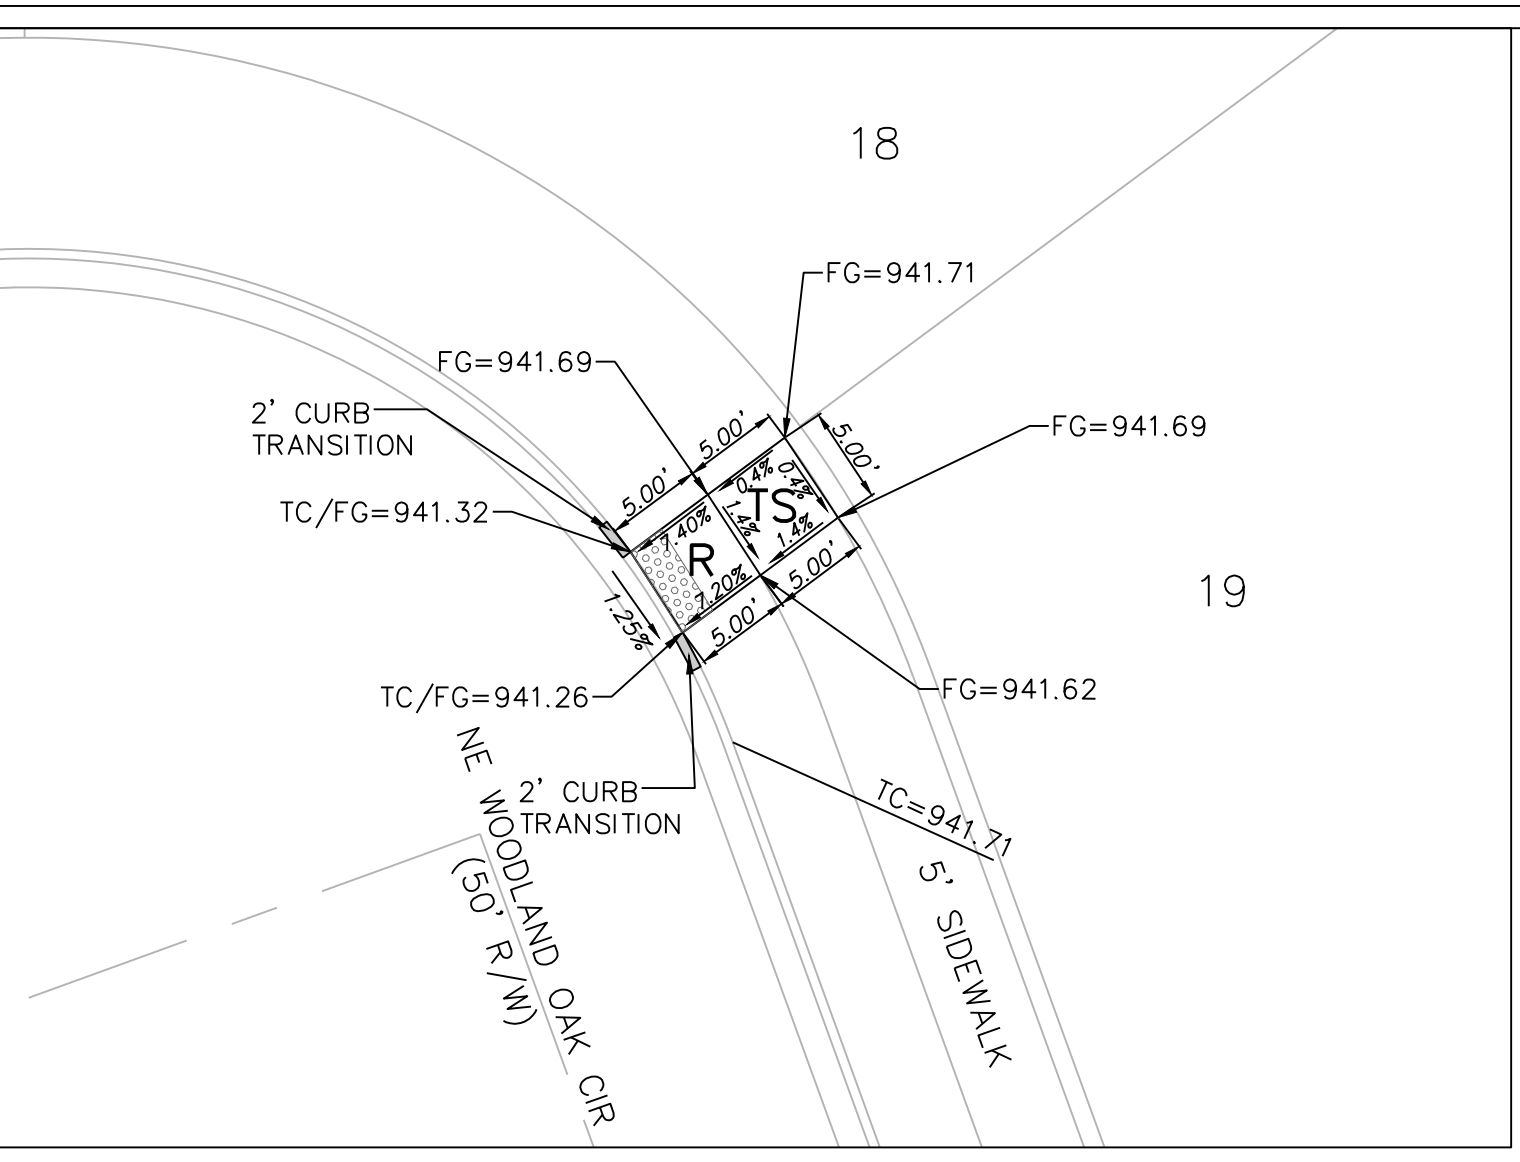 18
FG=941.71
FG=941.69
2' CURB
TRANSITION
5.00'
5.00'
5.00'
FG=941.69
TC/FG=941.32
0.4%
0.4%
TS
1.4%
1.4%
7.40%
R
7.20%
5.00'
5.00'
1.25%
19
TC/FG=941.26
FG=941.62
2' CURB
TRANSITION
TC=941.71
NE WOODLAND OAK CIR
(50' R/W)
5' SIDEWALK